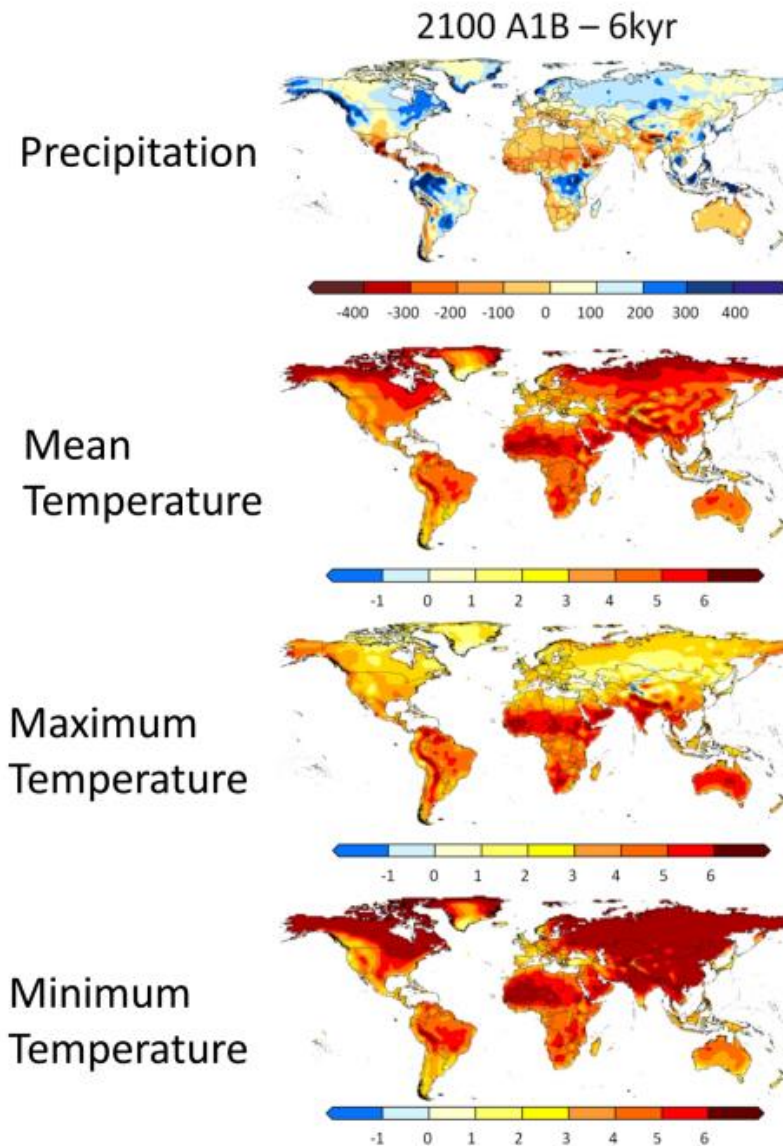 2100 A1B – 6kyr
Precipitation
-400 -300 -200 -100 0 100 200 300 400
Mean
Temperature
-1 0 1 2 3 4 5 6
Maximum
Temperature
-1 0 1 2 3 4 5 6
Minimum
Temperature
-1 0 1 2 3 4 5 6